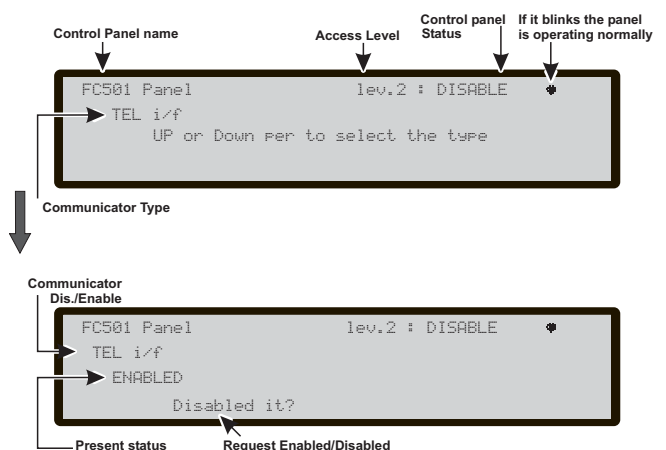 Control Panel name
Access Level
Control panel
Status
If it blinks the panel
is operating normally
FC501 Panel lev.2 : DISABLE
TEL i/f
UP or Down per to select the type
Communicator Type
Communicator
Dis./Enable
FC501 Panel lev.2 : DISABLE
TEL i/f
ENABLED
Disabled it?
Present status
Request Enabled/Disabled